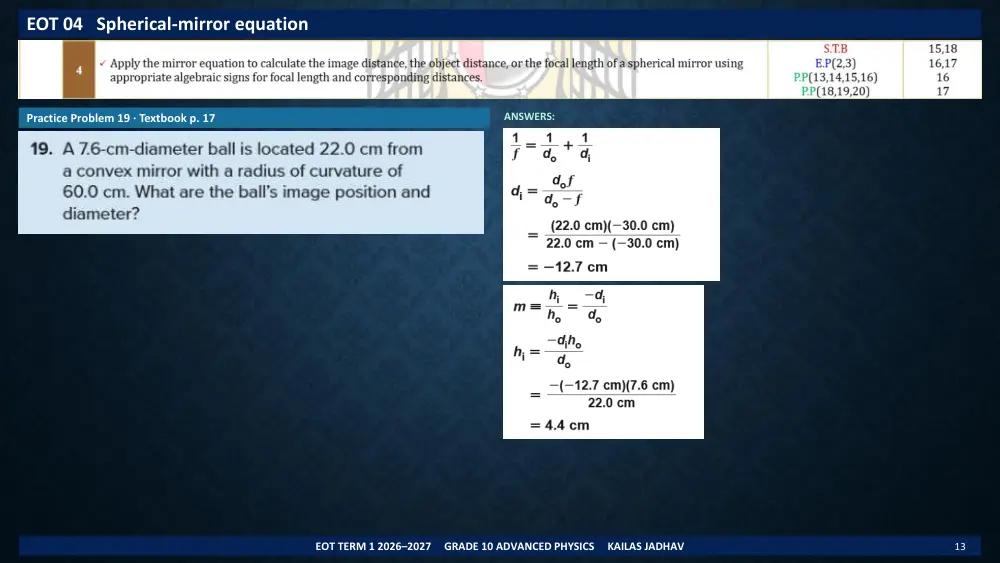 EOT 04 Spherical-mirror equation
4
✓ Apply the mirror equation to calculate the image distance, the object distance, or the focal length of a spherical mirror using
appropriate algebraic signs for focal length and corresponding distances.
S.T.B 15,18
E.P(2,3) 16,17
P.P(13,14,15,16) 16
P.P(18,19,20) 17
Practice Problem 19 · Textbook p. 17
19. A 7.6-cm-diameter ball is located 22.0 cm from
a convex mirror with a radius of curvature of
60.0 cm. What are the ball's image position and
diameter?
ANSWERS:
1/f = 1/dₒ + 1/dᵢ
dᵢ = dₒf/(dₒ − f)
= (22.0 cm)(−30.0 cm)/22.0 cm − (−30.0 cm)
= −12.7 cm
m ≡ hᵢ/hₒ = −dᵢ/dₒ
hᵢ = −dᵢhₒ/dₒ
= −(−12.7 cm)(7.6 cm)/22.0 cm
= 4.4 cm
EOT TERM 1 2026–2027 GRADE 10 ADVANCED PHYSICS KAILAS JADHAV
13